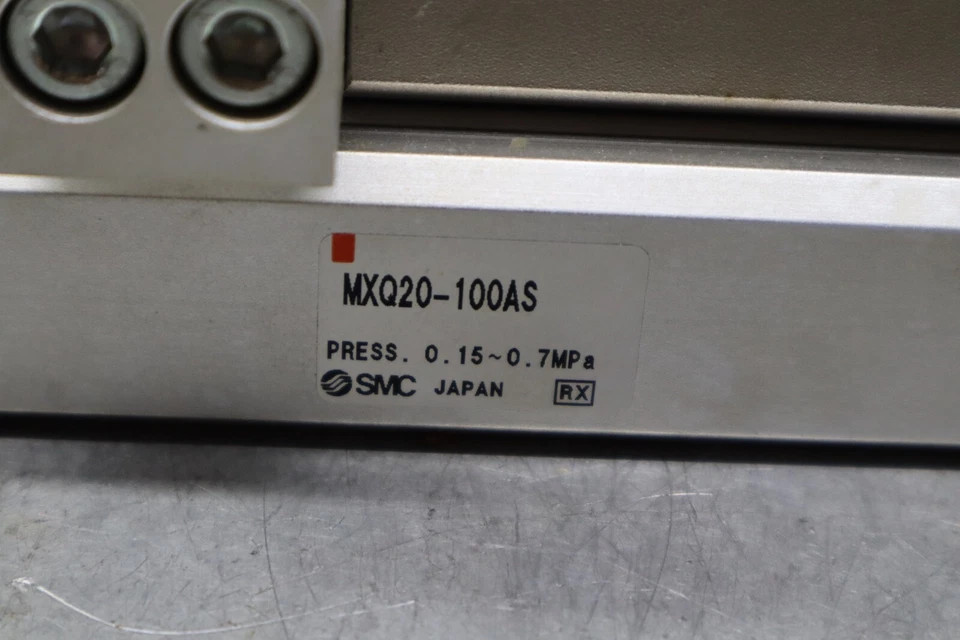 MXQ20-100AS
PRESS. 0.15~0.7MPa
SMC JAPAN RX